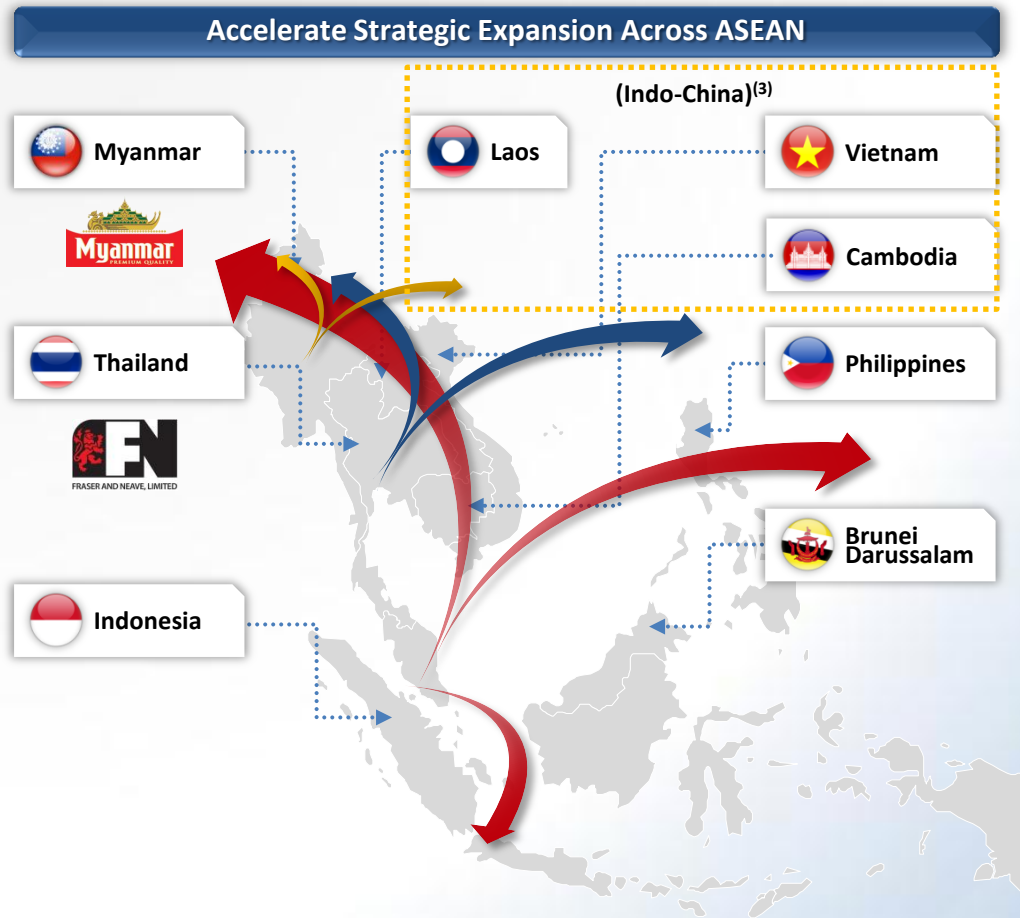 Accelerate Strategic Expansion Across ASEAN
(Indo-China)(3)
Myanmar
Laos
Vietnam
Myanmar
PREMIUM QUALITY
Cambodia
Thailand
Philippines
FN
FRASER AND NEAVE, LIMITED
Brunei
Darussalam
Indonesia